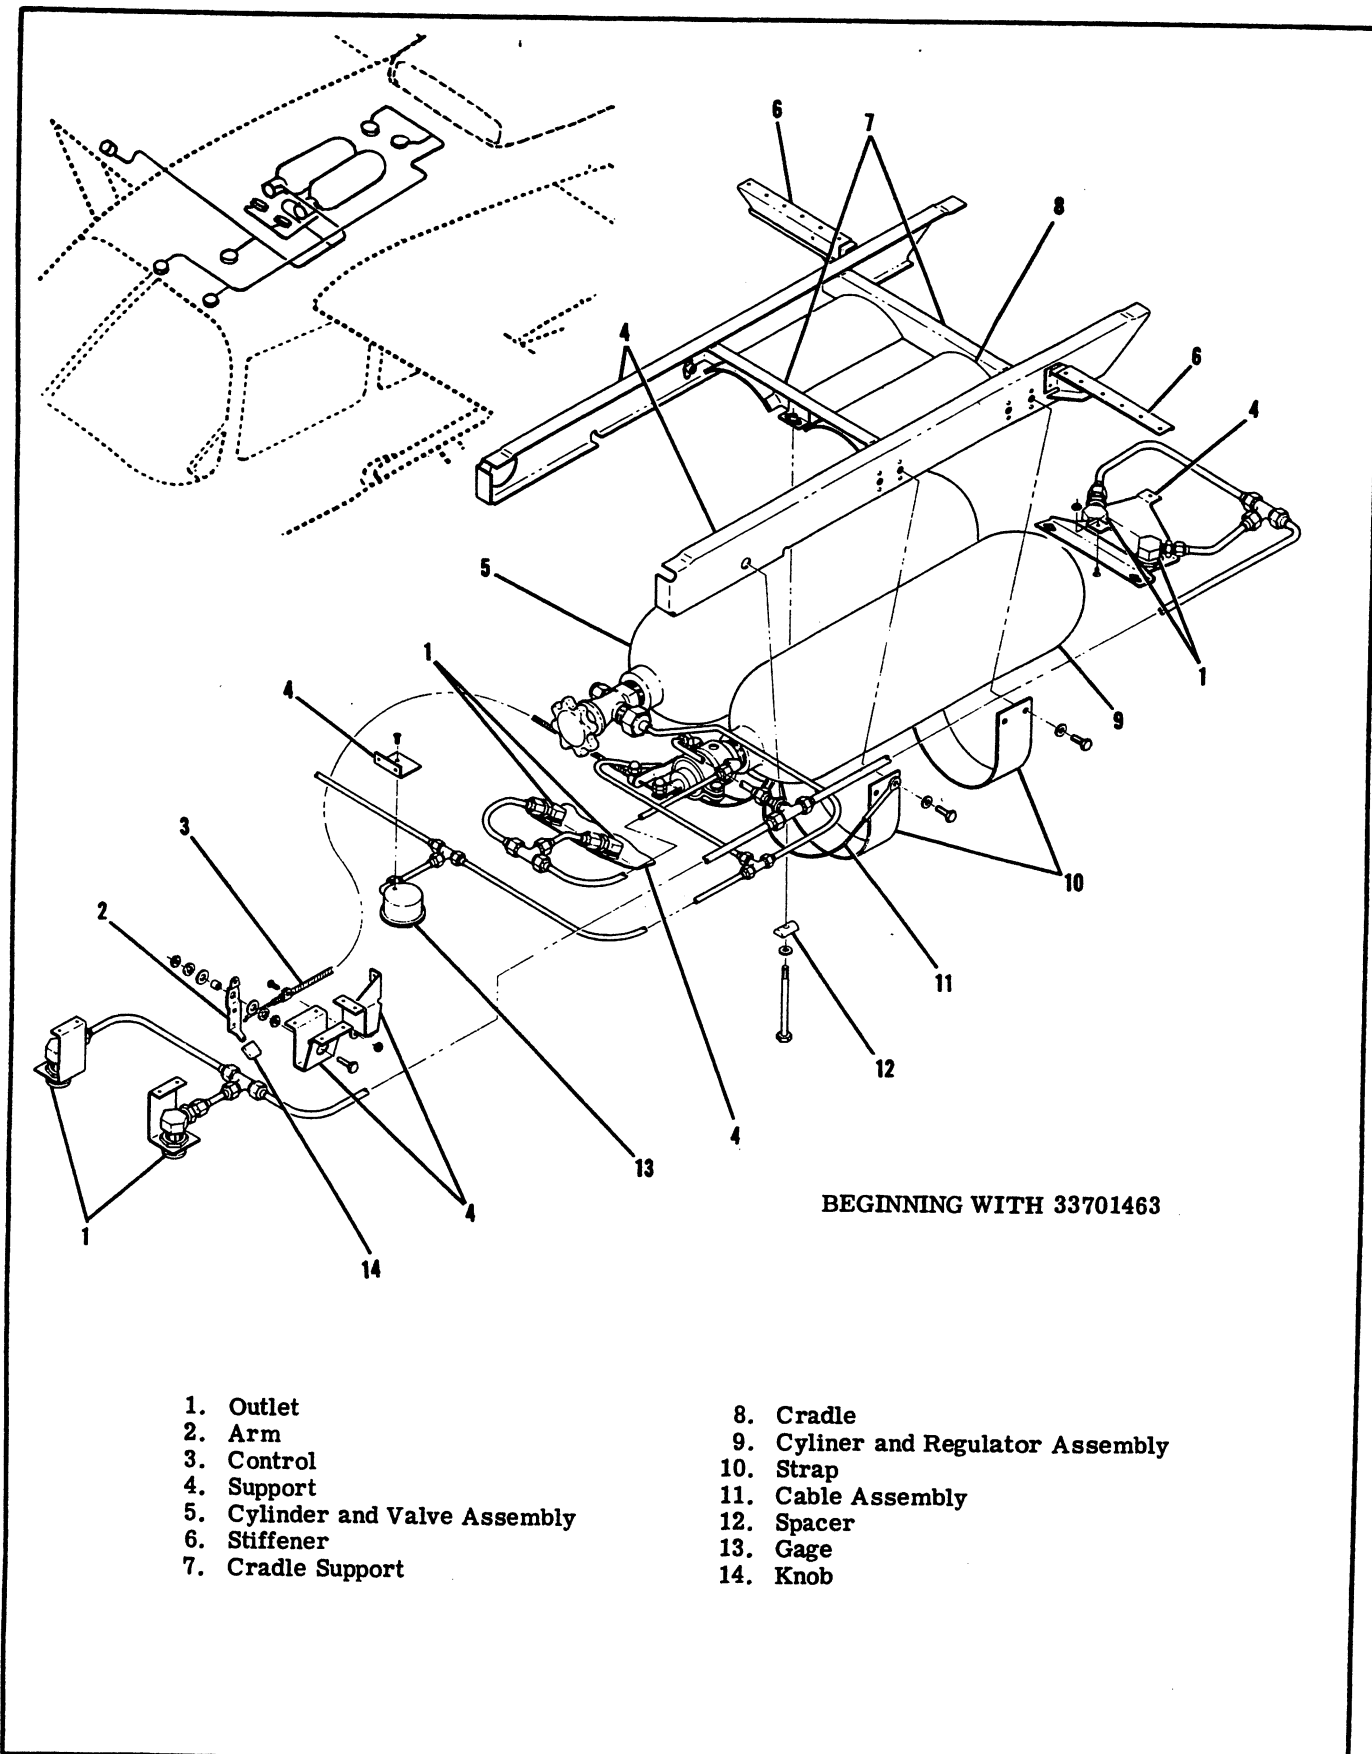 6
7
8
4
6
4
5
1
1
4
9
3
10
2
11
12
4
13
4
1
14
BEGINNING WITH 33701463
1. Outlet
2. Arm
3. Control
4. Support
5. Cylinder and Valve Assembly
6. Stiffener
7. Cradle Support
8. Cradle
9. Cyliner and Regulator Assembly
10. Strap
11. Cable Assembly
12. Spacer
13. Gage
14. Knob